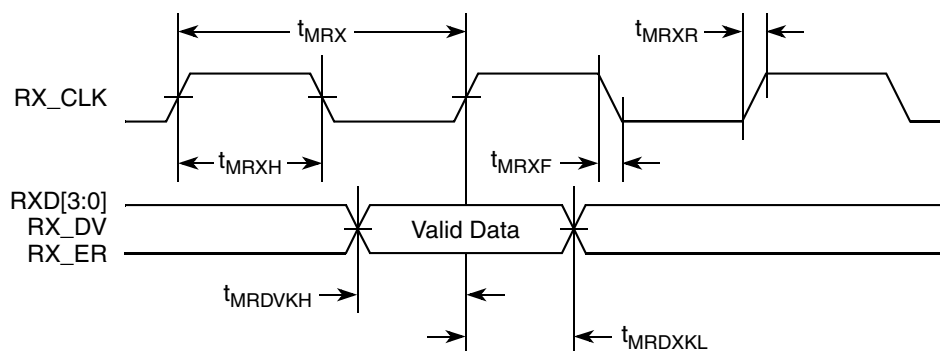 tMRX
tMRXR
RX_CLK
tMRXH
tMRXF
RXD[3:0]
RX_DV
RX_ER
Valid Data
tMRDVKH
tMRDXKL